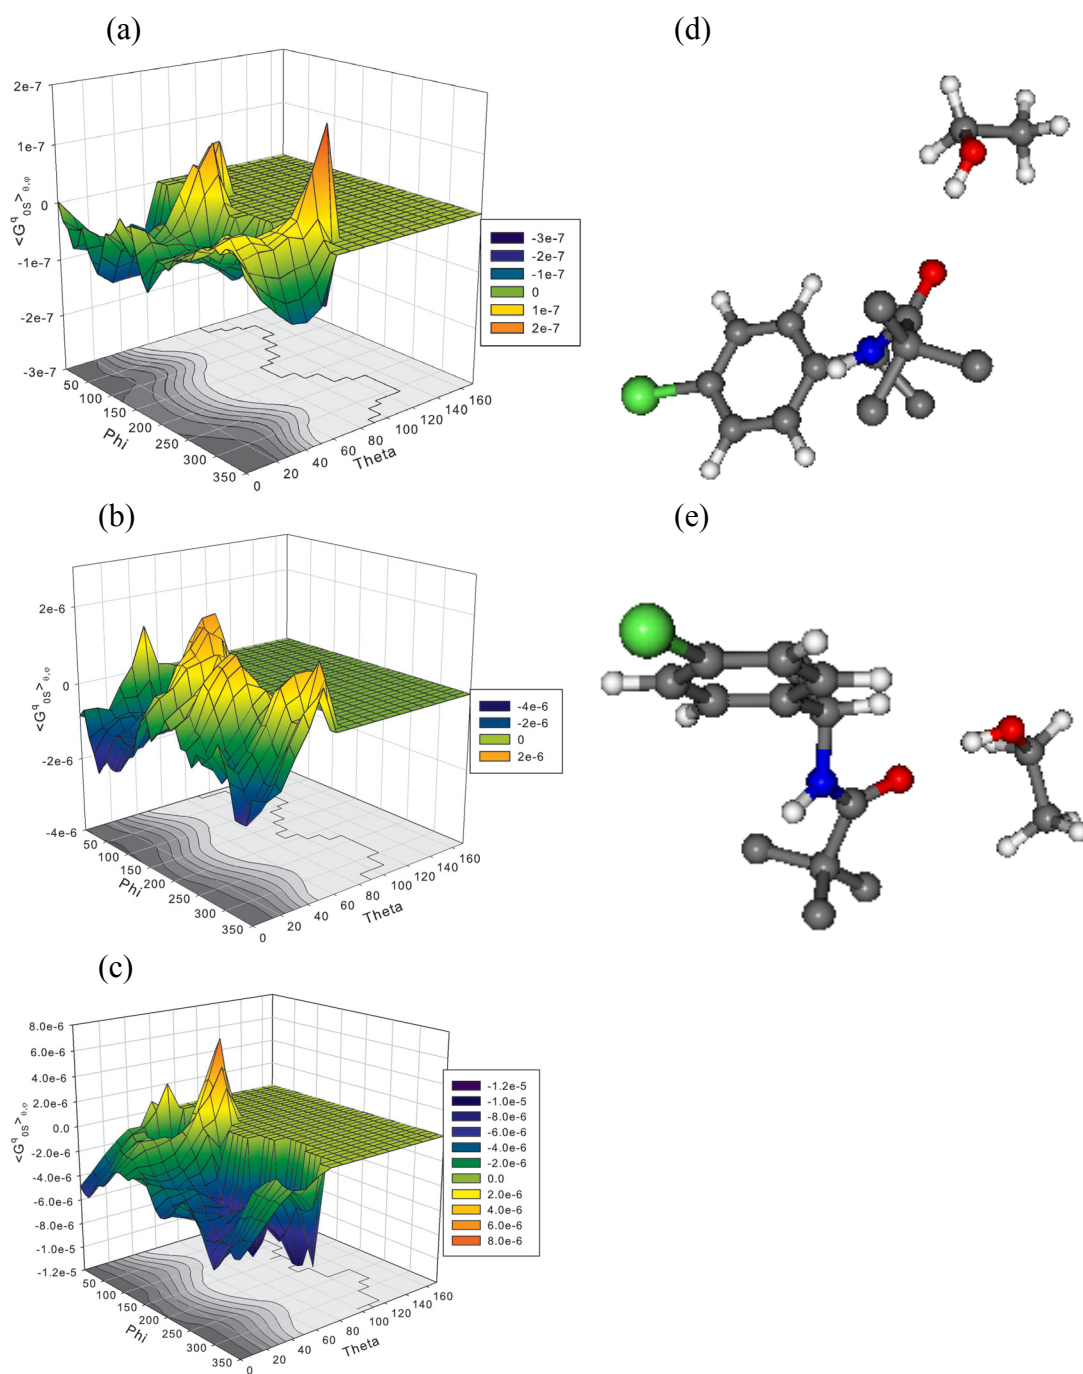 (a)
2e-7
1e-7
0
-1e-7
-2e-7
-3e-7
<G^q_0S>_θ,φ
50
100
150
200
250
300
350
Phi
0
20
40
60
80
100
120
140
160
Theta
-3e-7
-2e-7
-1e-7
0
1e-7
2e-7
(d)
(b)
2e-6
0
-2e-6
-4e-6
<G^q_0S>_θ,φ
50
100
150
200
250
300
350
Phi
0
20
40
60
80
100
120
140
160
Theta
-4e-6
-2e-6
0
2e-6
(e)
(c)
8.0e-6
6.0e-6
4.0e-6
2.0e-6
0.0
-2.0e-6
-4.0e-6
-6.0e-6
-8.0e-6
-1.0e-5
-1.2e-5
<G^q_0S>_θ,φ
50
100
150
200
250
300
350
Phi
0
20
40
60
80
100
120
140
160
Theta
-1.2e-5
-1.0e-5
-8.0e-6
-6.0e-6
-4.0e-6
-2.0e-6
0.0
2.0e-6
4.0e-6
6.0e-6
8.0e-6